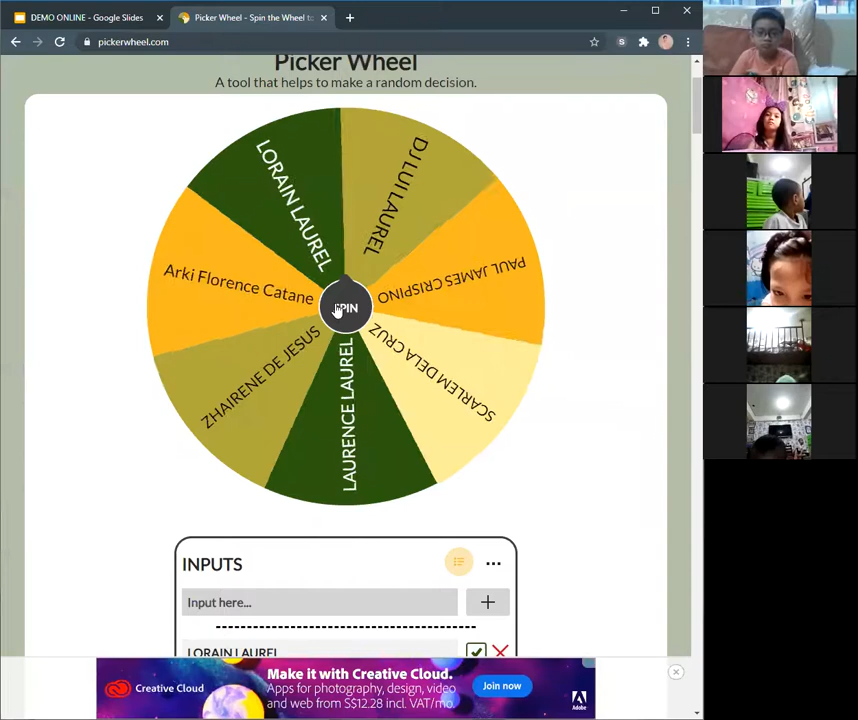 DEMO ONLINE - Google Slides
Picker Wheel - Spin the Wheel to
pickerwheel.com
Picker Wheel
A tool that helps to make a random decision.
LORAIN LAUREL
DJ LUI LAUREL
PAUL JAMES CRISPINO
SCARLEM DELA CRUZ
LAURENCE LAUREL
ZHAIRENE DE JESUS
Arki Florence Catane
SPIN
INPUTS
Input here...
LORAIN LAUREL
Creative Cloud
Make it with Creative Cloud.
Apps for photography, design, video
and web from S$12.28 incl. VAT/mo.
Join now
Adobe